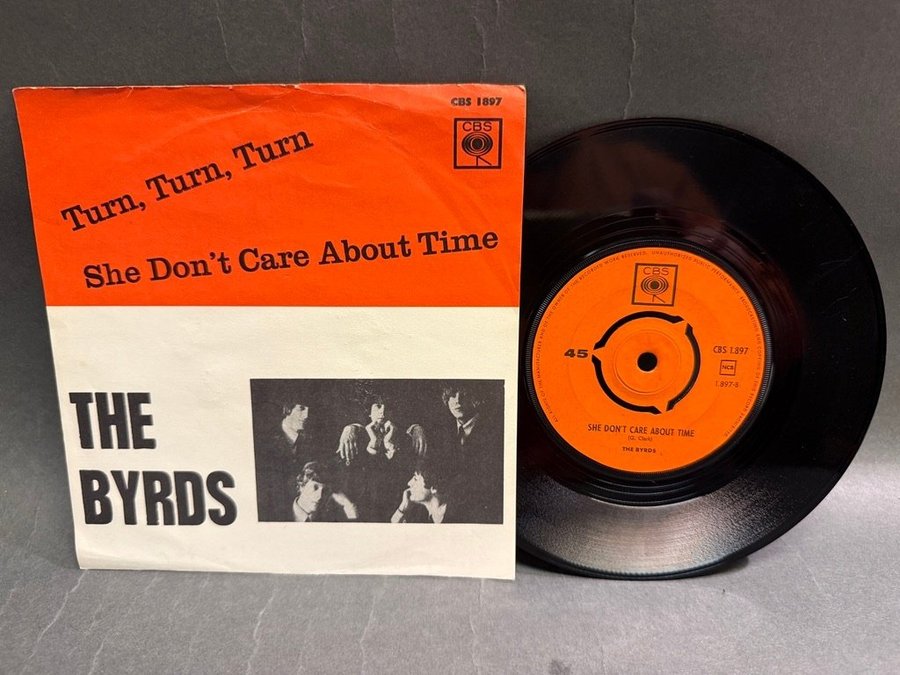 CBS 1897
CBS
Turn, Turn, Turn
She Don't Care About Time
THE
BYRDS
CBS
45
CBS 1.897
NCB
1.897-B
SHE DON'T CARE ABOUT TIME
(G. Clark)
THE BYRDS